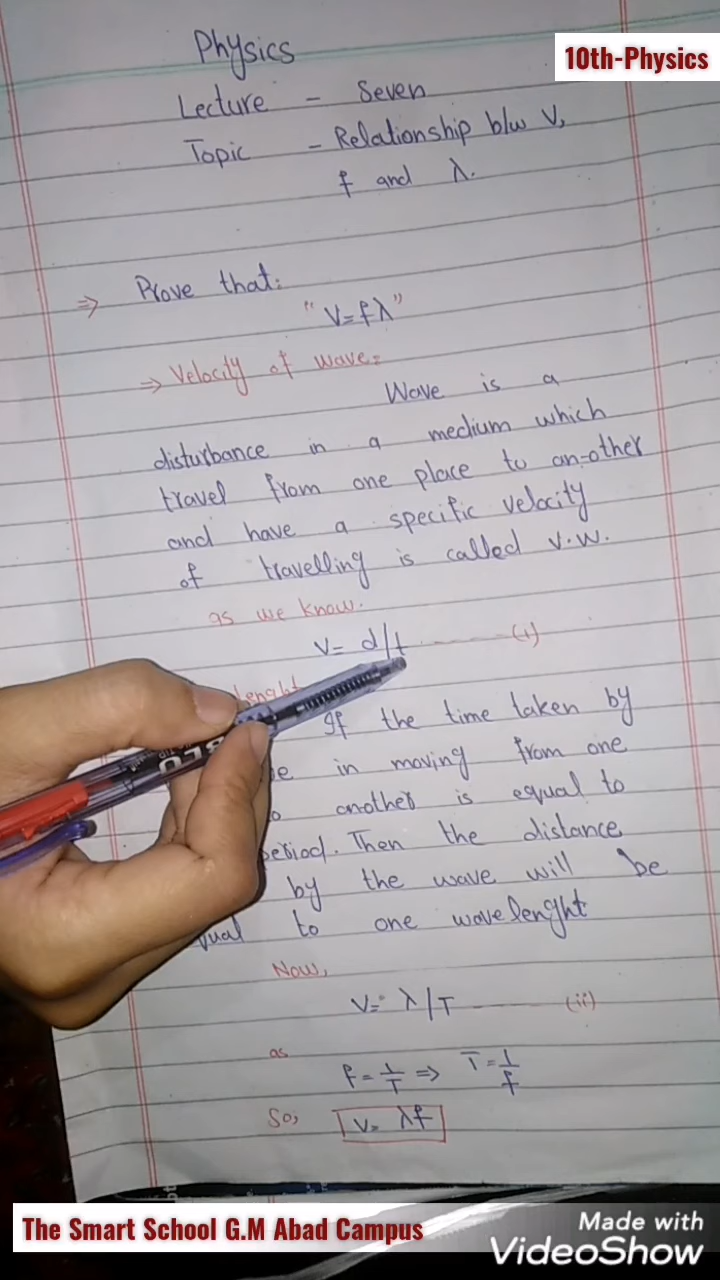 Physics
10th-Physics
Lecture - Seven
Topic - Relationship b/w V,
f and λ.
⇒ Prove that:
"V=fλ"
⇒ Velocity of wave:
Wave is a
disturbance in a medium which
travel from one place to an-other
and have a specific velocity
of travelling is called v.w.
as we know.
V= d/t ------ (i)
lenght
If the time taken by
in moving from one
another is equal to
period. Then the distance
by the wave will be
to one wavelenght
Now,
V= λ/T ------ (ii)
as
f = 1/T ⇒ T = 1/f
So, V= λf
The Smart School G.M Abad Campus
Made with
VideoShow